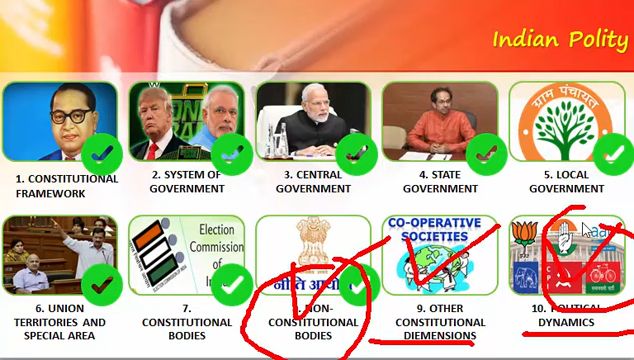 Indian Polity
ग्राम पंचायत
1. CONSTITUTIONAL
FRAMEWORK
2. SYSTEM OF
GOVERNMENT
3. CENTRAL
GOVERNMENT
4. STATE
GOVERNMENT
5. LOCAL
GOVERNMENT
Election
Commission
of
नीति आयोग
CO-OPERATIVE
SOCIETIES
6. UNION
TERRITORIES AND
SPECIAL AREA
7.
CONSTITUTIONAL
BODIES
NON-
CONSTITUTIONAL
BODIES
9. OTHER
CONSTITUTIONAL
DIEMENSIONS
10. POLITICAL
DYNAMICS